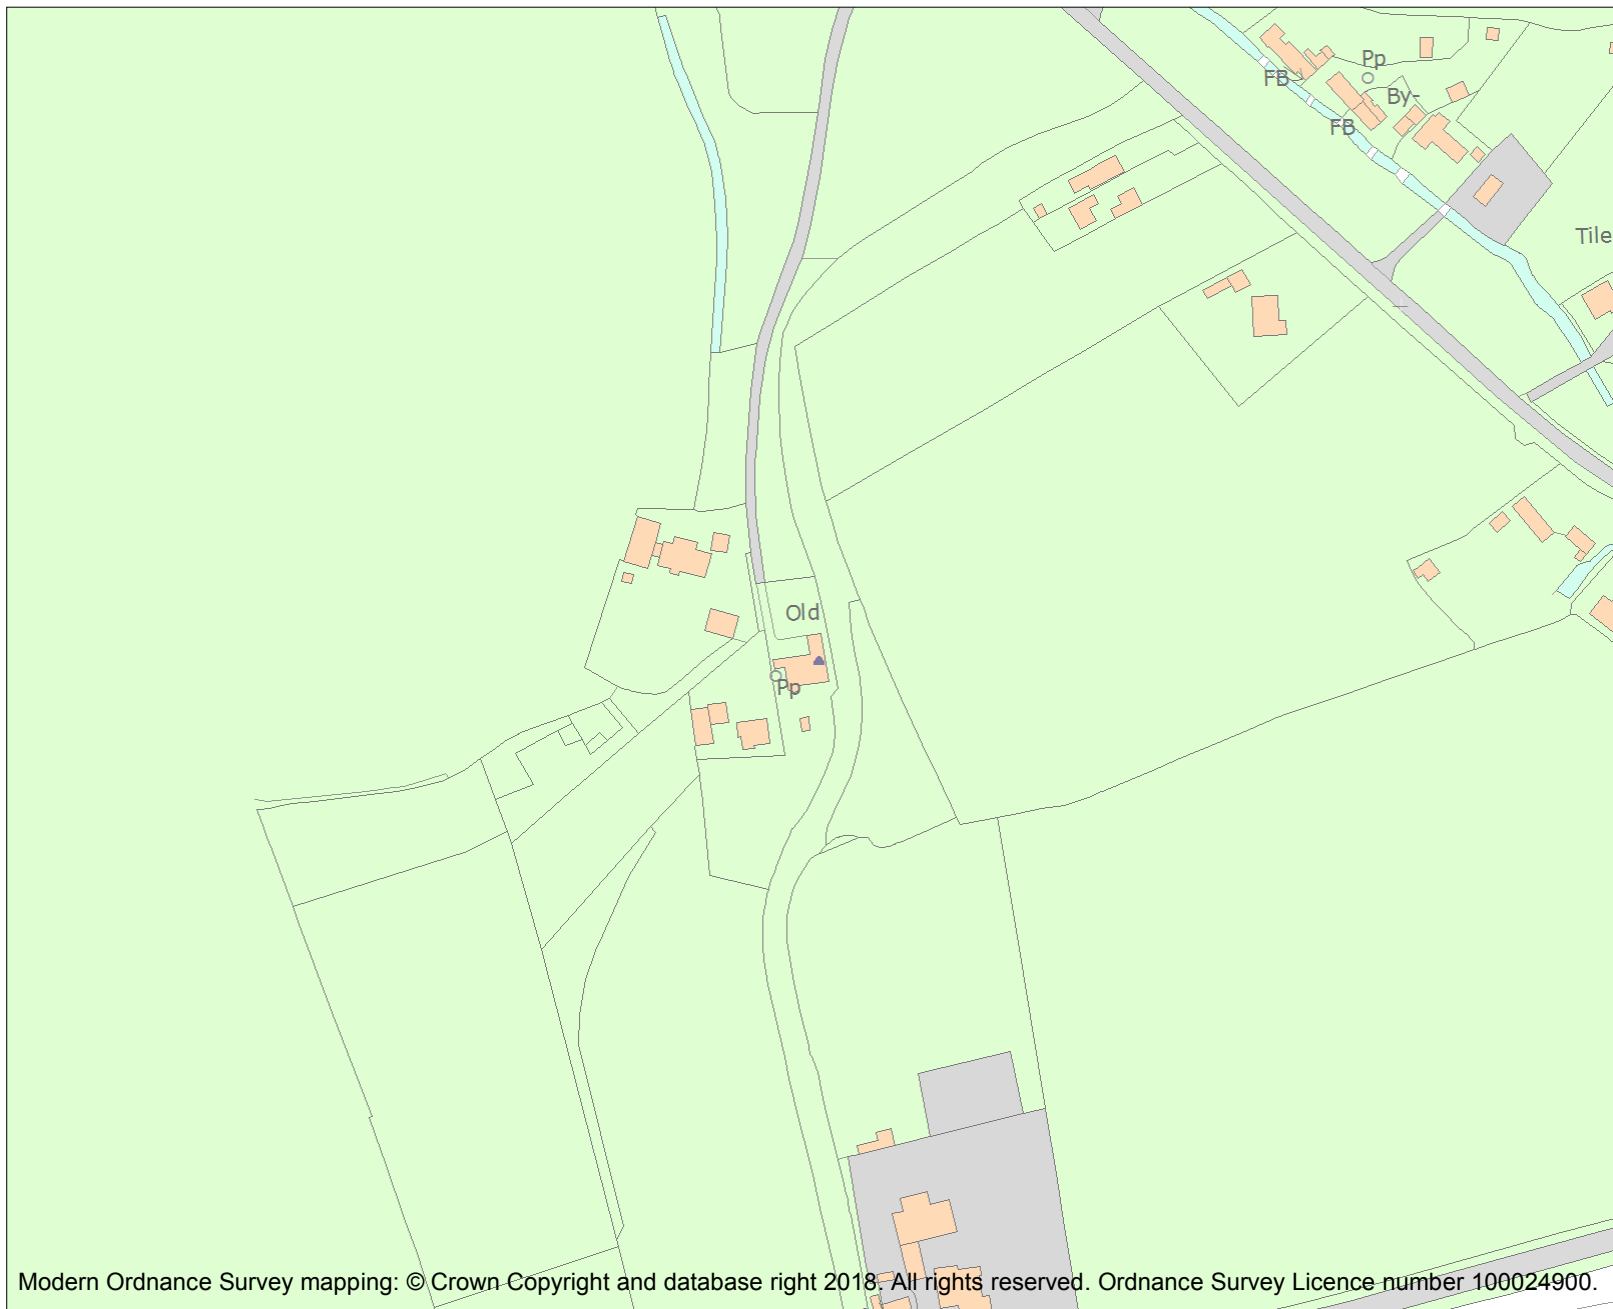 Pp
FB
By-
FB
Tile
Old
Pp
Modern Ordnance Survey mapping: © Crown Copyright and database right 2018. All rights reserved. Ordnance Survey Licence number 100024900.